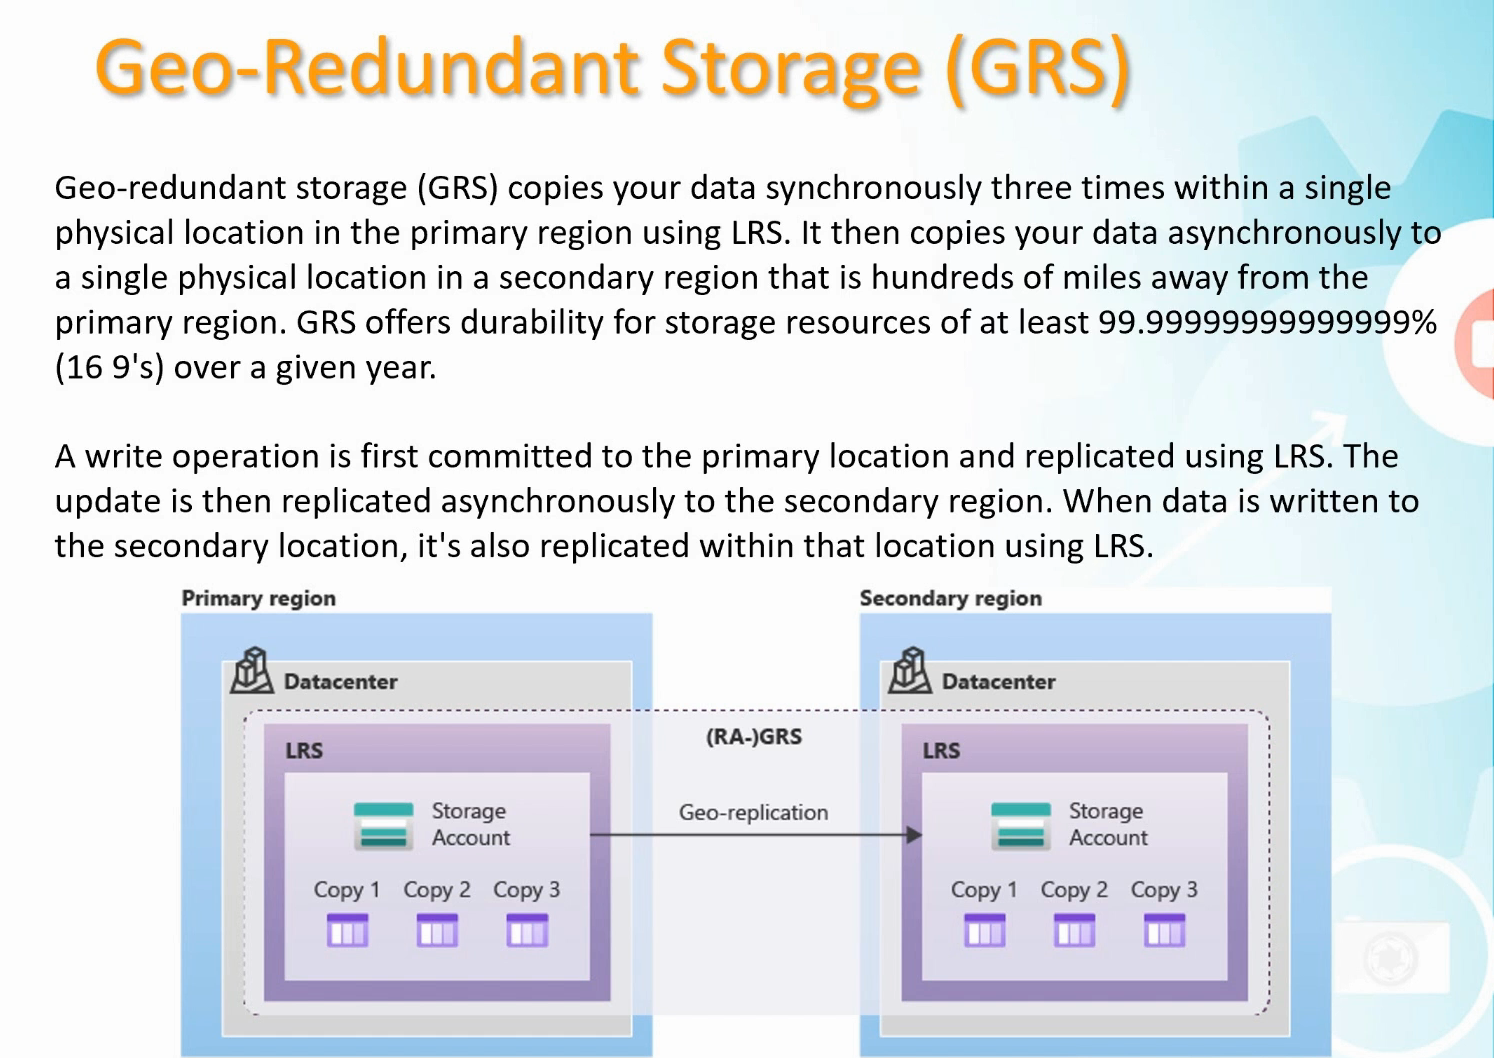 Geo-Redundant Storage (GRS)
Geo-redundant storage (GRS) copies your data synchronously three times within a single
physical location in the primary region using LRS. It then copies your data asynchronously to
a single physical location in a secondary region that is hundreds of miles away from the
primary region. GRS offers durability for storage resources of at least 99.99999999999999%
(16 9's) over a given year.
A write operation is first committed to the primary location and replicated using LRS. The
update is then replicated asynchronously to the secondary region. When data is written to
the secondary location, it's also replicated within that location using LRS.
Primary region
Secondary region
Datacenter
Datacenter
(RA-)GRS
LRS
LRS
Storage
Account
Geo-replication
Storage
Account
Copy 1 Copy 2 Copy 3
Copy 1 Copy 2 Copy 3